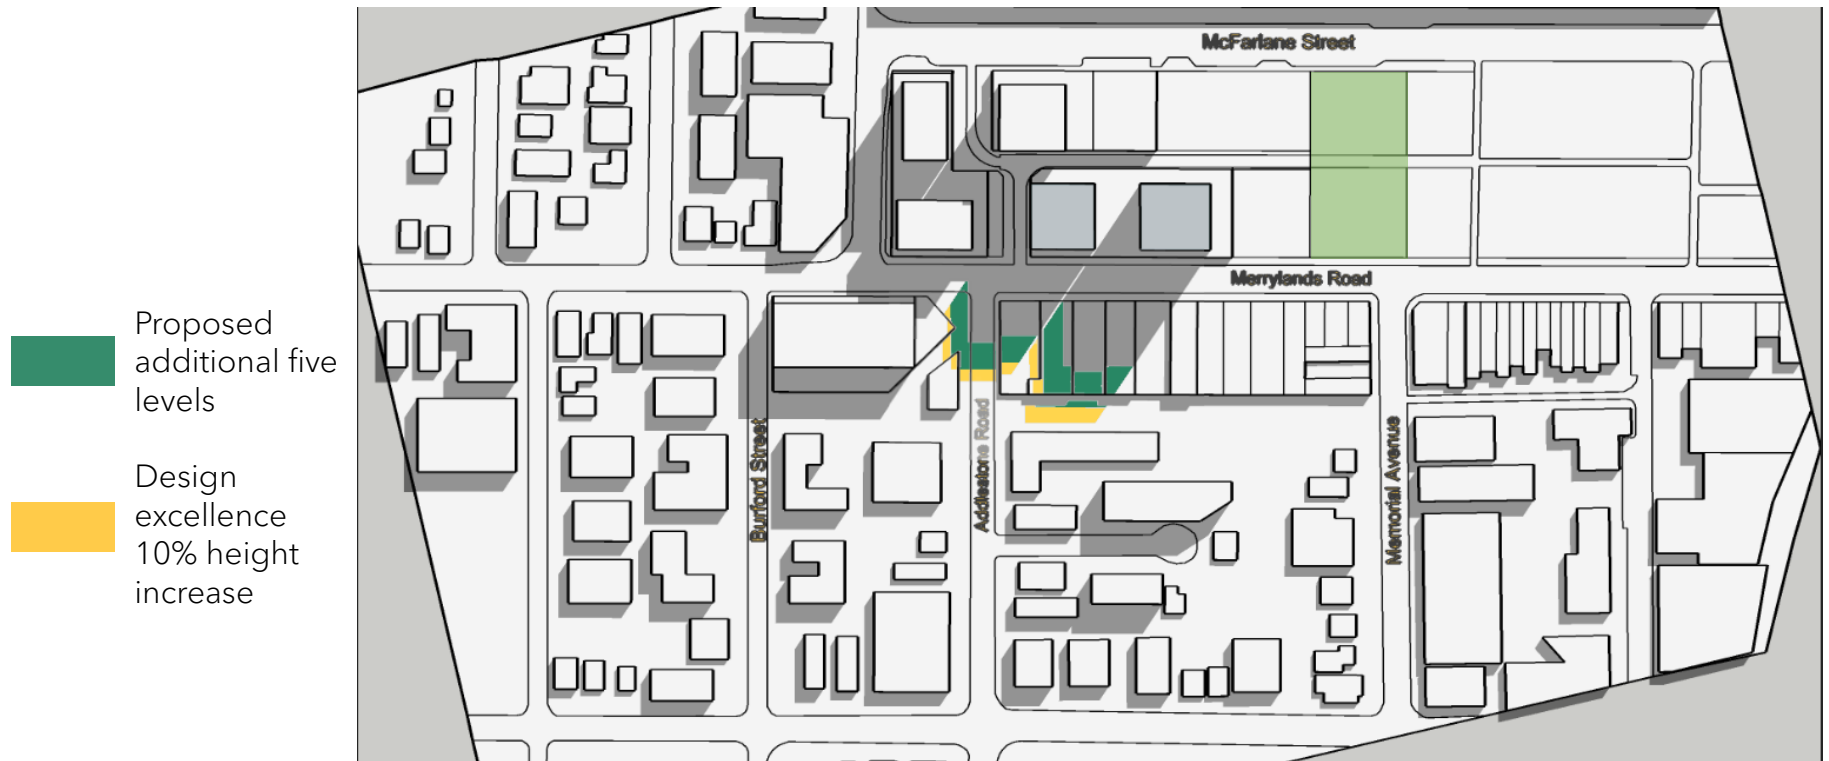 McFarlane Street
Merrylands Road
Proposed
additional five
levels
Design
excellence
10% height
increase
Burford Street
Addlestone Road
Memorial Avenue